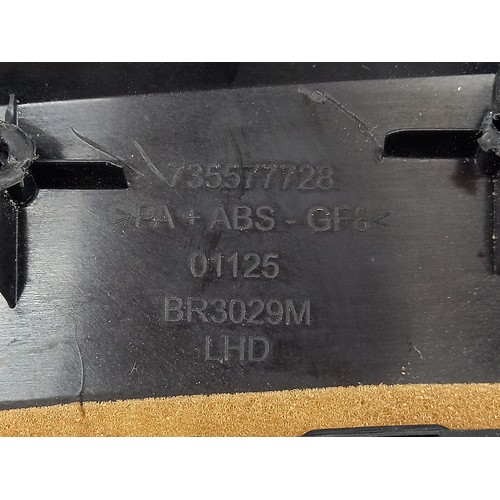 735577728
>PA + ABS - GF8<
01125
BR3029M
LHD